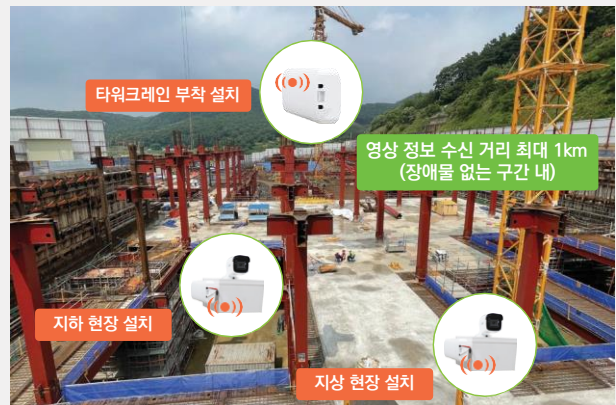 타워크레인 부착 설치
영상 정보 수신 거리 최대 1km
(장애물 없는 구간 내)
지하 현장 설치
지상 현장 설치